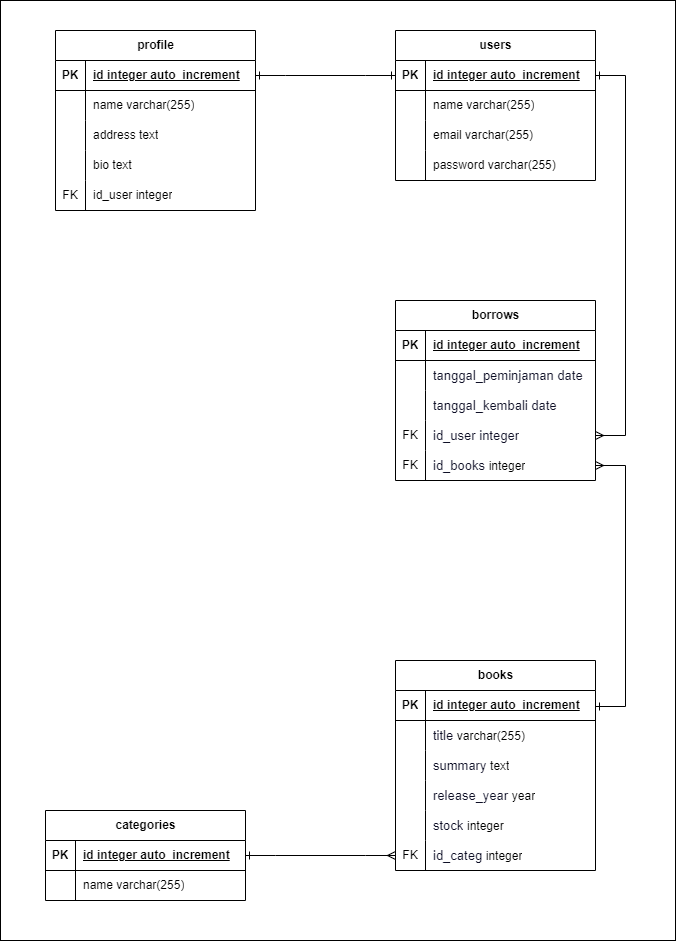 profile
PK id integer auto_increment
name varchar(255)
address text
bio text
FK id_user integer
users
PK id integer auto_increment
name varchar(255)
email varchar(255)
password varchar(255)
borrows
PK id integer auto_increment
tanggal_peminjaman date
tanggal_kembali date
FK id_user integer
FK id_books integer
books
PK id integer auto_increment
title varchar(255)
summary text
release_year year
stock integer
FK id_categ integer
categories
PK id integer auto_increment
name varchar(255)